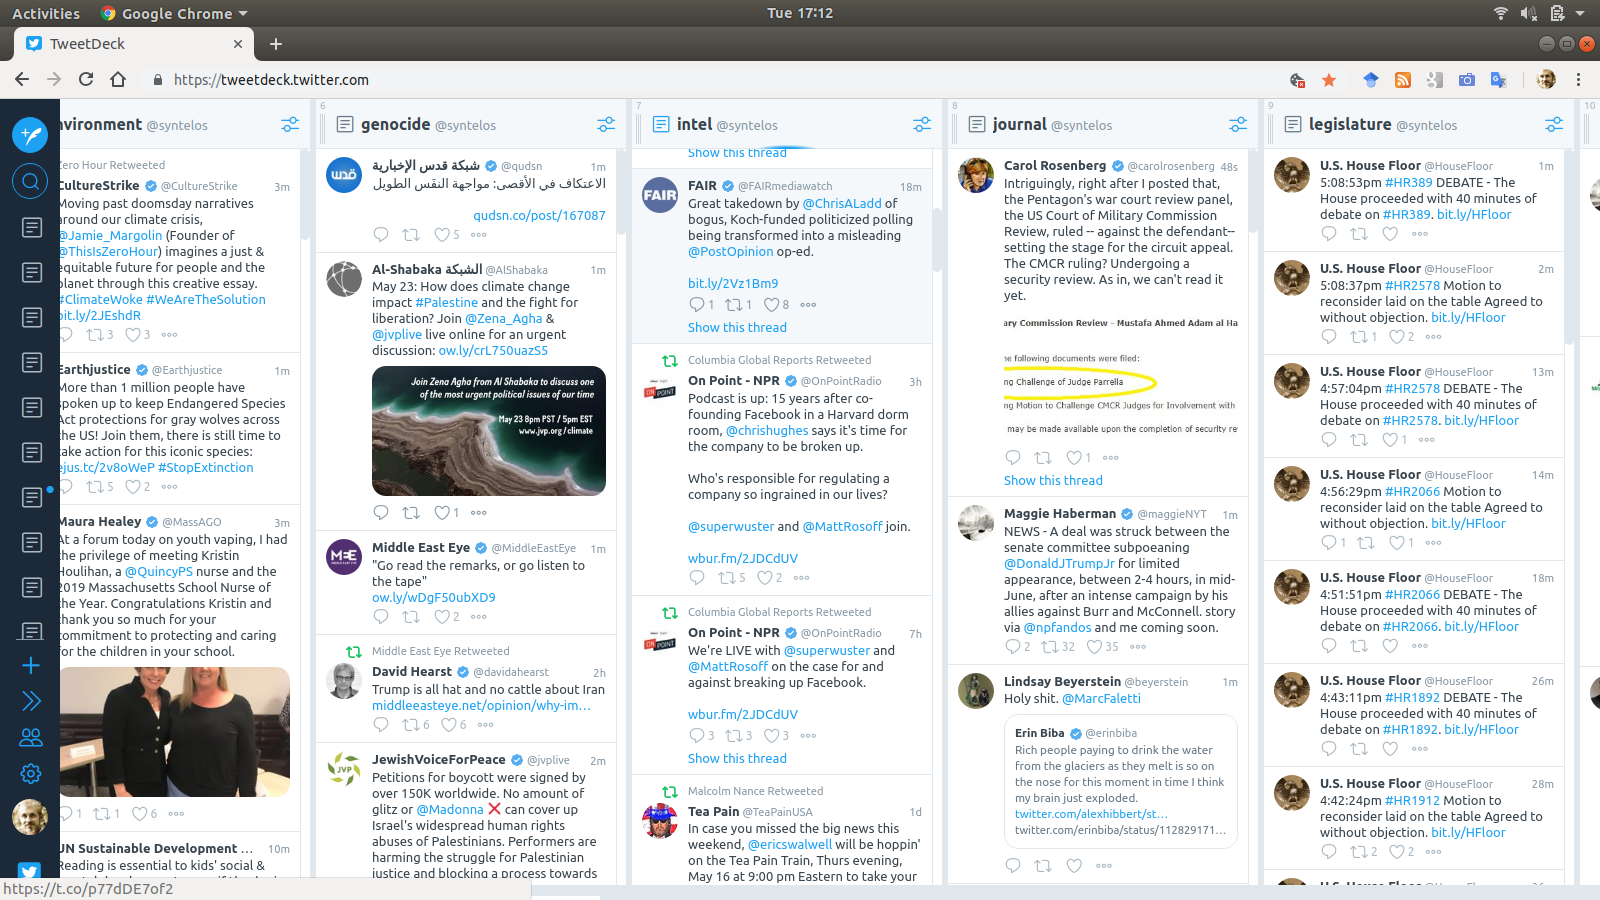 Activities
Google Chrome
Tue 17:12
TweetDeck
https://tweetdeck.twitter.com
nvironment @syntelos
Zero Hour Retweeted
CultureStrike @CultureStrike 3m
Moving past doomsday narratives
around our climate crisis,
@Jamie_Margolin (Founder of
@ThisIsZeroHour) imagines a just &
equitable future for people and the
planet through this creative essay.
#ClimateWoke #WeAreTheSolution
bit.ly/2JEshdR
3 3
Earthjustice @Earthjustice 1m
More than 1 million people have
spoken up to keep Endangered Species
Act protections for gray wolves across
the US! Join them, there is still time to
take action for this iconic species:
ejus.tc/2v8oWeP #StopExtinction
5 2
Maura Healey @MassAGO 3m
At a forum today on youth vaping, I had
the privilege of meeting Kristin
Houlihan, a @QuincyPS nurse and the
2019 Massachusetts School Nurse of
the Year. Congratulations Kristin and
thank you so much for your
commitment to protecting and caring
for the children in your school.
1 1 6
UN Sustainable Development ... 10m
Reading is essential to kids' social &
https://t.co/p77dDE7of2
6
genocide @syntelos
شبكة قدس الإخبارية @qudsn 1m
الاعتكاف في الأقصى: مواجهة النقس الطويل
qudsn.co/post/167087
5
Al-Shabaka الشبكة @AlShabaka 1m
May 23: How does climate change
impact #Palestine and the fight for
liberation? Join @Zena_Agha &
@jvplive live online for an urgent
discussion: ow.ly/crL750uazS5
Join Zena Agha from Al Shabaka to discuss one
of the most urgent political issues of our time
May 23 8pm PST / 5pm EST
www.jvp.org/climate
1
MEE
Middle East Eye @MiddleEastEye 1m
"Go read the remarks, or go listen to
the tape"
ow.ly/wDgF50ubXD9
2
Middle East Eye Retweeted
David Hearst @davidahearst 2h
Trump is all hat and no cattle about Iran
middleeasteye.net/opinion/why-im...
6 6
JVP
JewishVoiceForPeace @jvplive 2m
Petitions for boycott were signed by
over 150K worldwide. No amount of
glitz or @Madonna ❌ can cover up
Israel's widespread human rights
abuses of Palestinians. Performers are
harming the struggle for Palestinian
justice and blocking a process towards
7
intel @syntelos
Show this thread
FAIR
FAIR @FAIRmediawatch 18m
Great takedown by @ChrisALadd of
bogus, Koch-funded politicized polling
being transformed into a misleading
@PostOpinion op-ed.
bit.ly/2Vz1Bm9
1 1 8
Show this thread
Columbia Global Reports Retweeted
ON POINT
On Point - NPR @OnPointRadio 3h
Podcast is up: 15 years after co-
founding Facebook in a Harvard dorm
room, @chrishughes says it's time for
the company to be broken up.
Who's responsible for regulating a
company so ingrained in our lives?
@superwuster and @MattRosoff join.
wbur.fm/2JDCdUV
5 2
Columbia Global Reports Retweeted
ON POINT
On Point - NPR @OnPointRadio 7h
We're LIVE with @superwuster and
@MattRosoff on the case for and
against breaking up Facebook.
wbur.fm/2JDCdUV
3 3 3
Show this thread
Malcolm Nance Retweeted
Tea Pain @TeaPainUSA 1d
In case you missed the big news this
weekend, @ericswalwell will be hoppin'
on the Tea Pain Train, Thurs evening,
May 16 at 9:00 pm Eastern to take your
8
journal @syntelos
Carol Rosenberg @carolrosenberg 48s
Intriguingly, right after I posted that,
the Pentagon's war court review panel,
the US Court of Military Commission
Review, ruled -- against the defendant--
setting the stage for the circuit appeal.
The CMCR ruling? Undergoing a
security review. As in, we can't read it
yet.
ary Commission Review - Mustafa Ahmed Adam al Ha
he following documents were filed:
ng Challenge of Judge Parrella
ng Motion to Challenge CMCR Judges for Involvement with
may be made available upon the completion of security re
1
Show this thread
Maggie Haberman @maggieNYT 1m
NEWS - A deal was struck between the
senate committee subpoeaning
@DonaldJTrumpJr for limited
appearance, between 2-4 hours, in mid-
June, after an intense campaign by his
allies against Burr and McConnell. story
via @npfandos and me coming soon.
2 32 35
Lindsay Beyerstein @beyerstein 1m
Holy shit. @MarcFaletti
Erin Biba @erinbiba
Rich people paying to drink the water
from the glaciers as they melt is so on
the nose for this moment in time I think
my brain just exploded.
twitter.com/alexhibbert/st...
twitter.com/erinbiba/status/112829171...
9
legislature @syntelos
U.S. House Floor @HouseFloor 1m
5:08:53pm #HR389 DEBATE - The
House proceeded with 40 minutes of
debate on #HR389. bit.ly/HFloor
U.S. House Floor @HouseFloor 2m
5:08:37pm #HR2578 Motion to
reconsider laid on the table Agreed to
without objection. bit.ly/HFloor
1 2
U.S. House Floor @HouseFloor 13m
4:57:04pm #HR2578 DEBATE - The
House proceeded with 40 minutes of
debate on #HR2578. bit.ly/HFloor
1
U.S. House Floor @HouseFloor 14m
4:56:29pm #HR2066 Motion to
reconsider laid on the table Agreed to
without objection. bit.ly/HFloor
1 1
U.S. House Floor @HouseFloor 18m
4:51:51pm #HR2066 DEBATE - The
House proceeded with 40 minutes of
debate on #HR2066. bit.ly/HFloor
U.S. House Floor @HouseFloor 26m
4:43:11pm #HR1892 DEBATE - The
House proceeded with 40 minutes of
debate on #HR1892. bit.ly/HFloor
U.S. House Floor @HouseFloor 28m
4:42:24pm #HR1912 Motion to
reconsider laid on the table Agreed to
without objection. bit.ly/HFloor
2 2
10